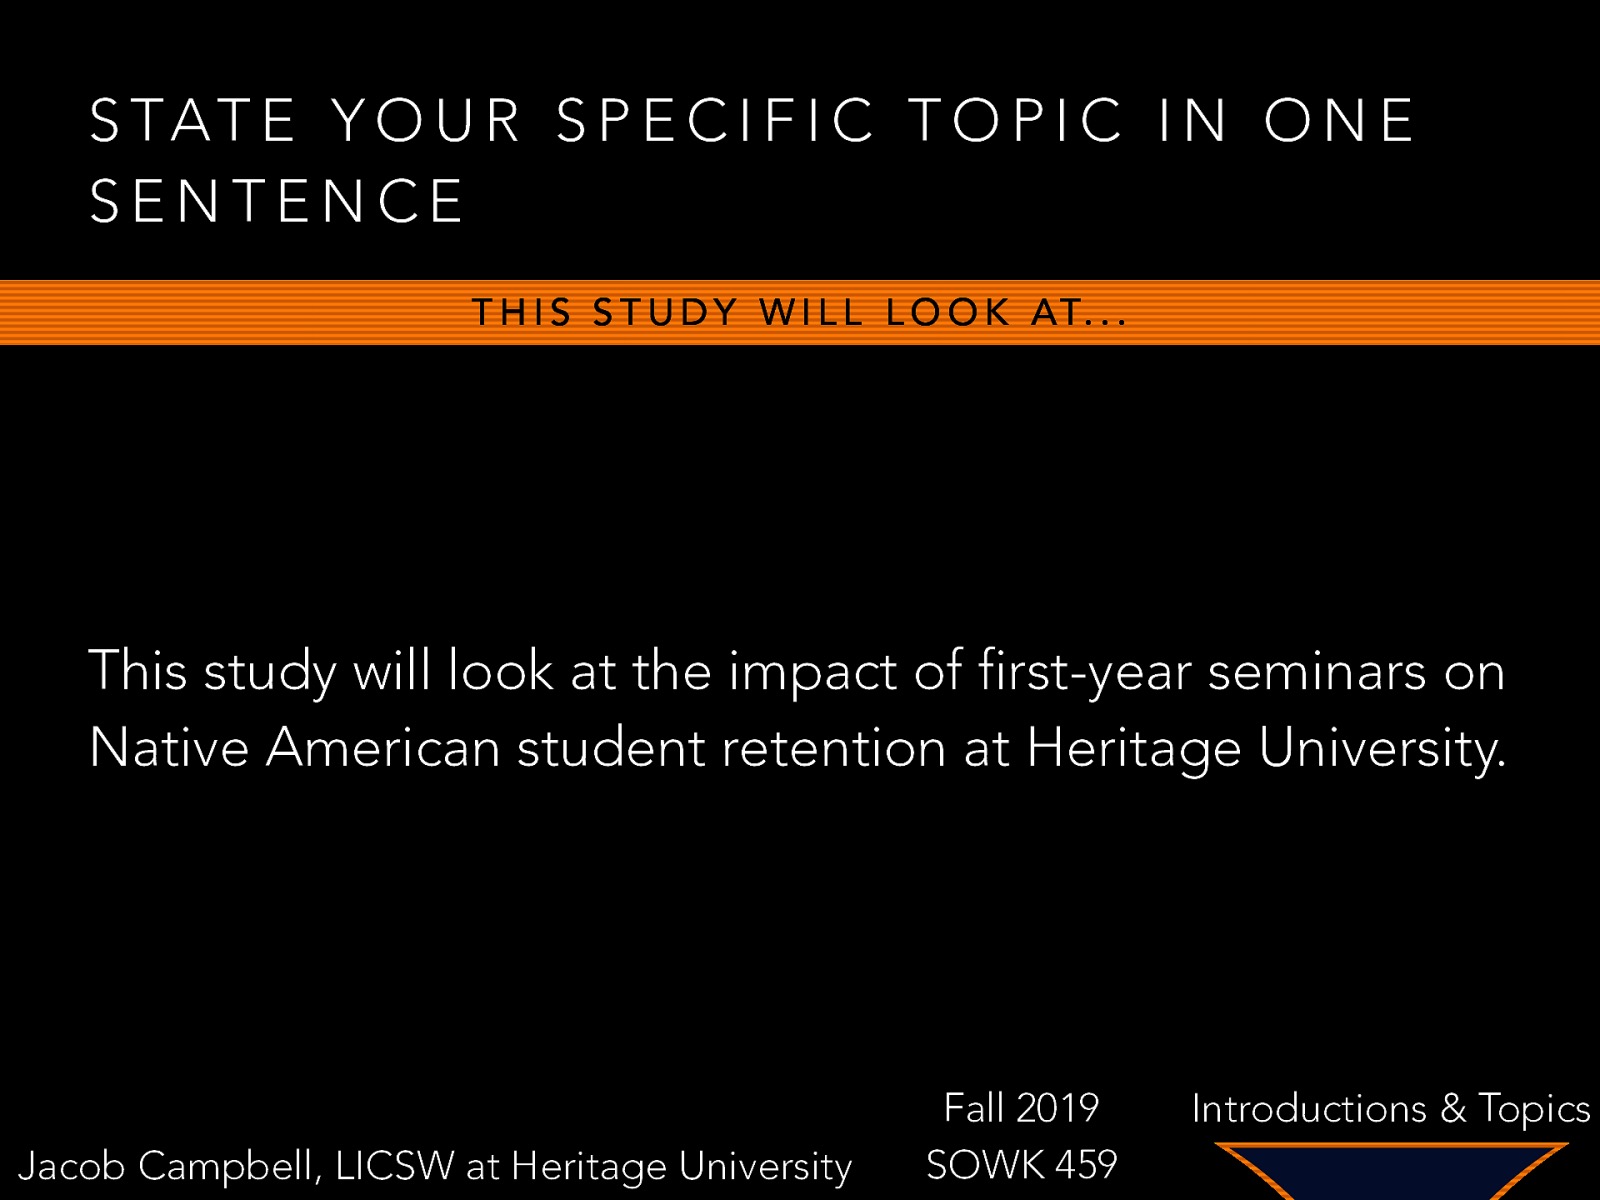 STATE YOUR SPECIFIC TOPIC IN ONE
SENTENCE
THIS STUDY WILL LOOK AT...
This study will look at the impact of first-year seminars on
Native American student retention at Heritage University.
Fall 2019
Introductions & Topics
Jacob Campbell, LICSW at Heritage University
SOWK 459